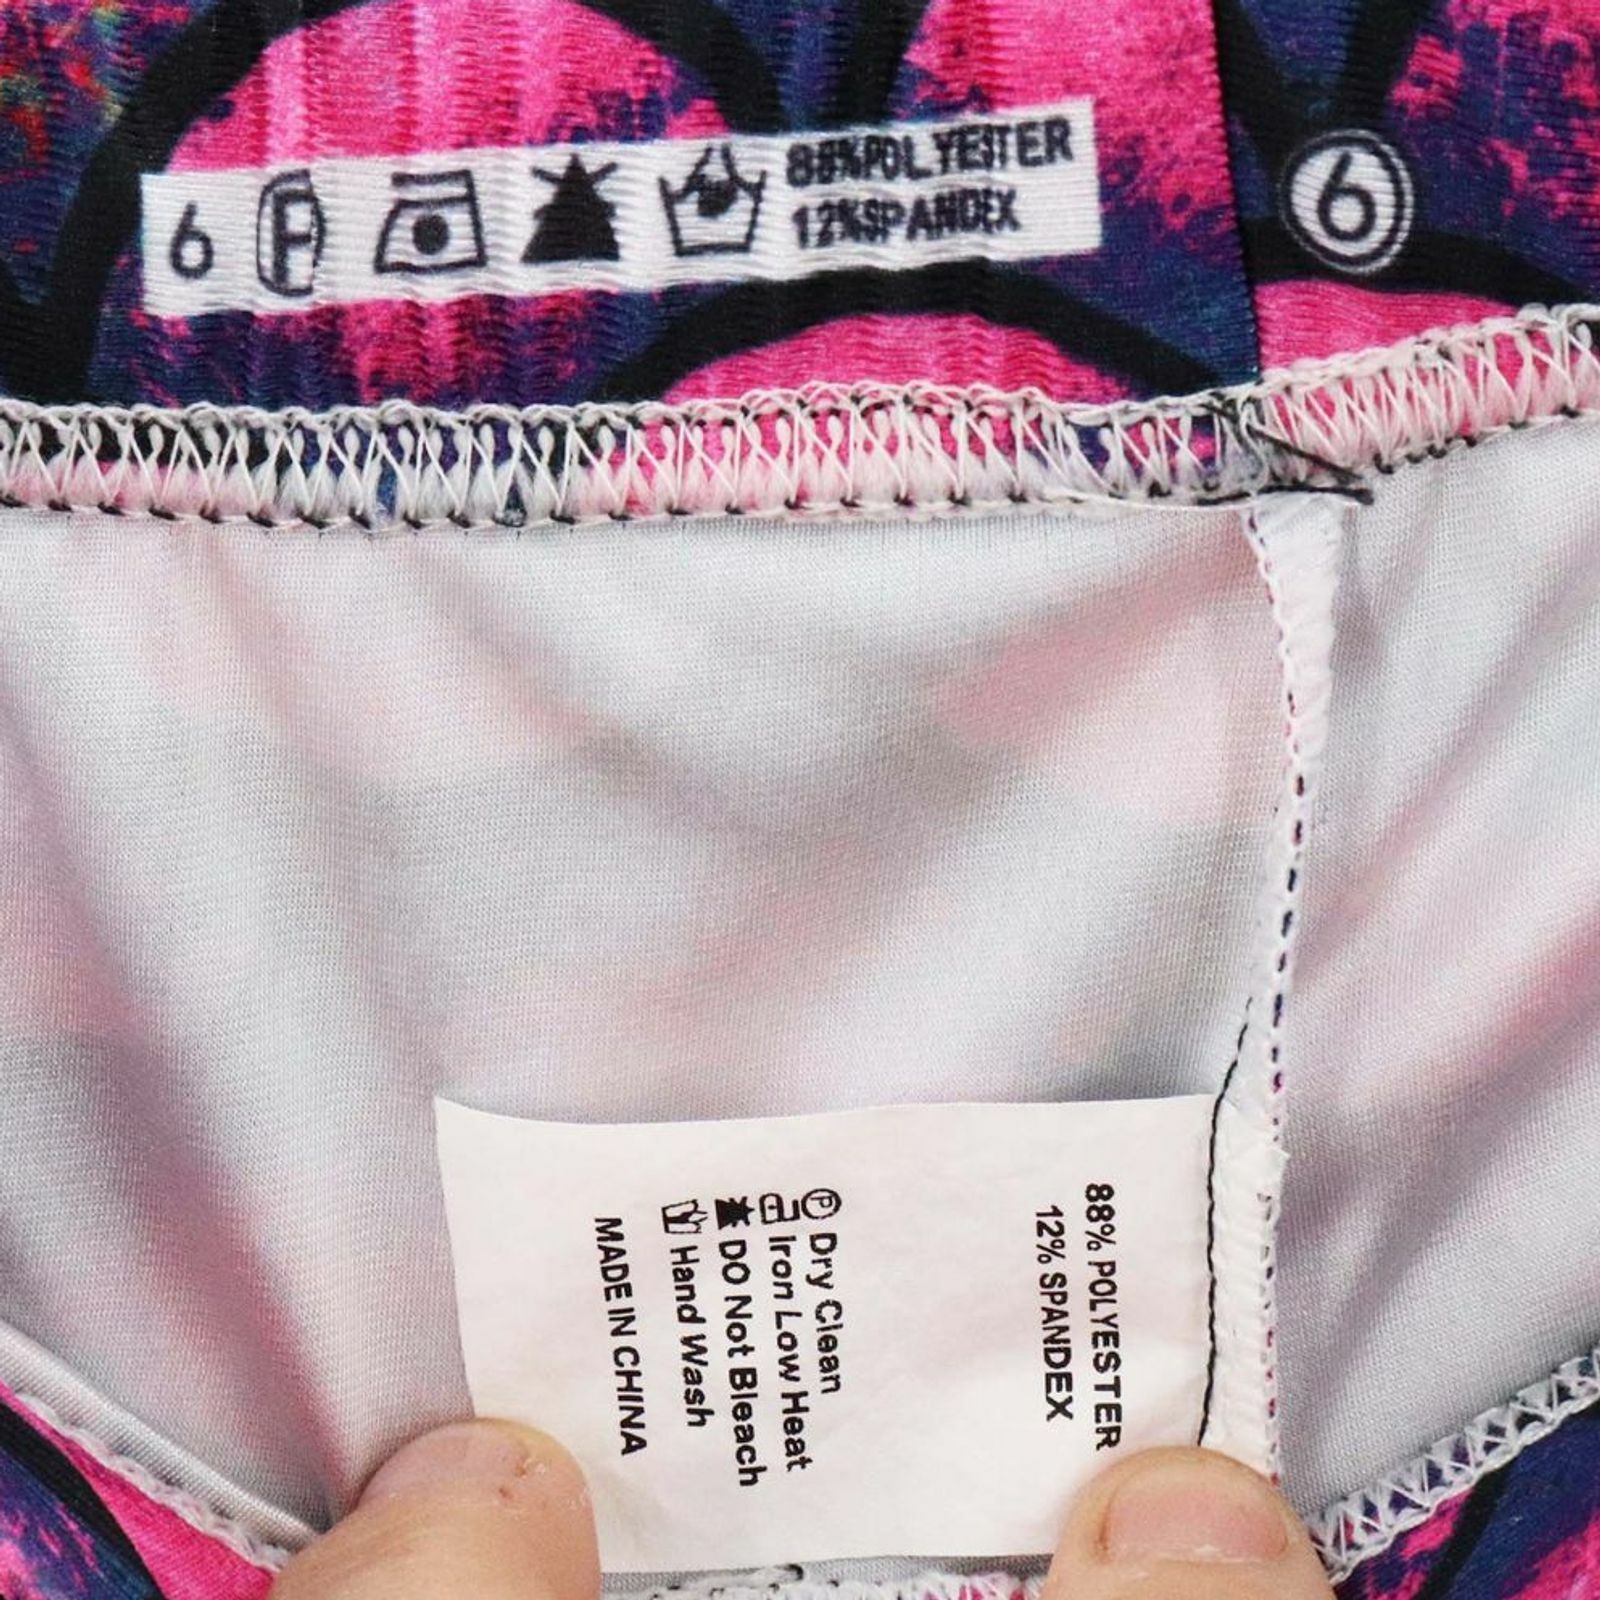 6 P 88%POLYESTER
12%SPANDEX
6
88% POLYESTER
12% SPANDEX
P Dry Clean
Iron Low Heat
DO Not Bleach
Hand Wash
MADE IN CHINA